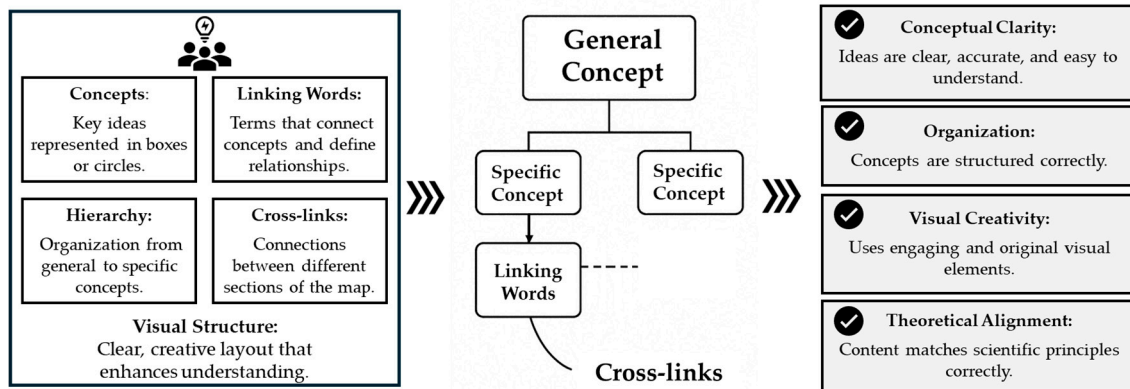 Concepts:
Key ideas
represented in boxes
or circles.
Linking Words:
Terms that connect
concepts and define
relationships.
Hierarchy:
Organization from
general to specific
concepts.
Cross-links:
Connections
between different
sections of the map.
Visual Structure:
Clear, creative layout that
enhances understanding.
General
Concept
Specific
Concept
Specific
Concept
Linking
Words
Cross-links
Conceptual Clarity:
Ideas are clear, accurate, and easy to
understand.
Organization:
Concepts are structured correctly.
Visual Creativity:
Uses engaging and original visual
elements.
Theoretical Alignment:
Content matches scientific principles
correctly.